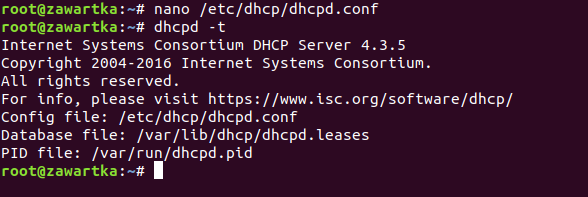 root@zawartka:~# nano /etc/dhcp/dhcpd.conf
root@zawartka:~# dhcpd -t
Internet Systems Consortium DHCP Server 4.3.5
Copyright 2004-2016 Internet Systems Consortium.
All rights reserved.
For info, please visit https://www.isc.org/software/dhcp/
Config file: /etc/dhcp/dhcpd.conf
Database file: /var/lib/dhcp/dhcpd.leases
PID file: /var/run/dhcpd.pid
root@zawartka:~#